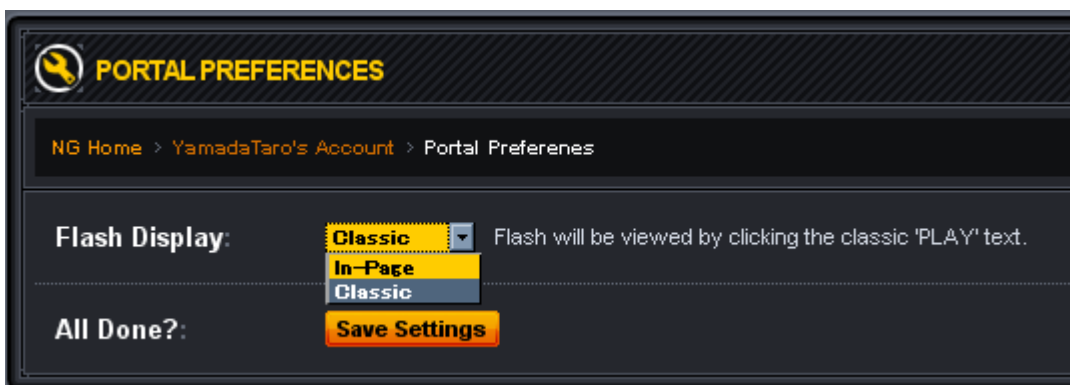 PORTAL PREFERENCES
NG Home > YamadaTaro's Account > Portal Preferenes
Flash Display: Classic Flash will be viewed by clicking the classic 'PLAY' text.
In-Page
Classic
All Done?: Save Settings